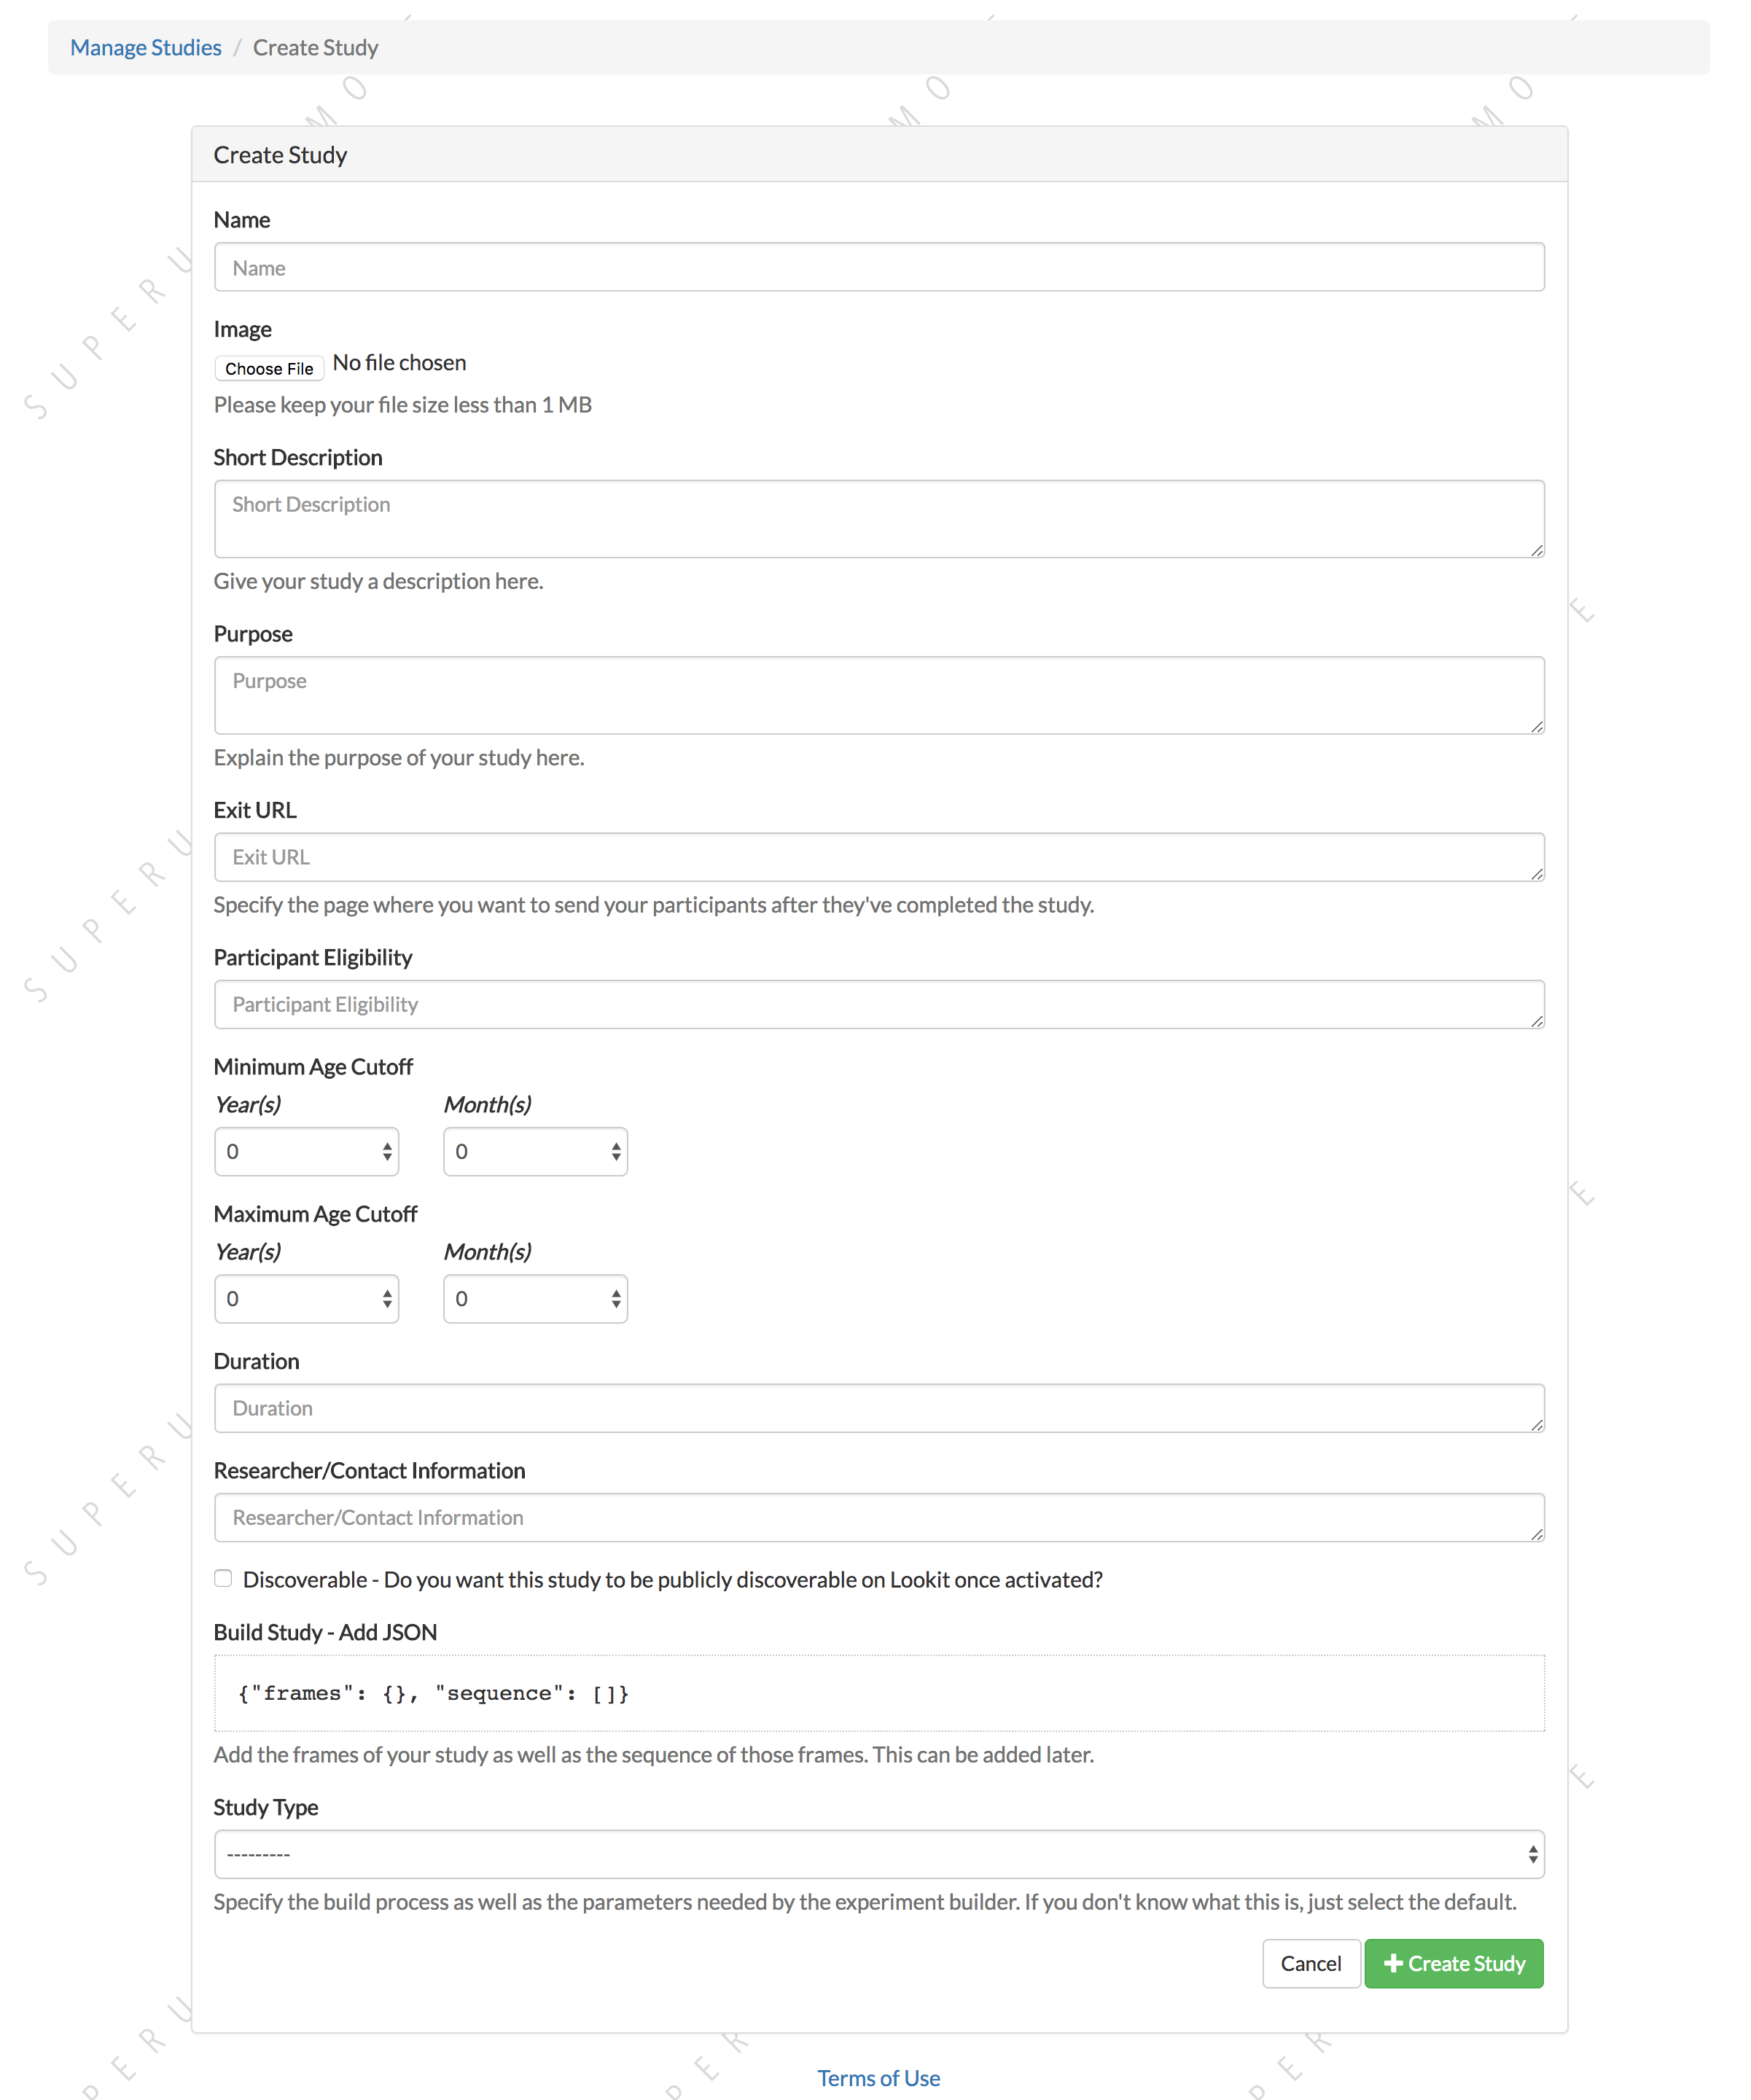 Manage Studies / Create Study
Create Study
Name
Name
Image
Choose File No file chosen
Please keep your file size less than 1 MB
Short Description
Short Description
Give your study a description here.
Purpose
Purpose
Explain the purpose of your study here.
Exit URL
Exit URL
Specify the page where you want to send your participants after they've completed the study.
Participant Eligibility
Participant Eligibility
Minimum Age Cutoff
Year(s) Month(s)
0 0
Maximum Age Cutoff
Year(s) Month(s)
0 0
Duration
Duration
Researcher/Contact Information
Researcher/Contact Information
Discoverable - Do you want this study to be publicly discoverable on Lookit once activated?
Build Study - Add JSON
{"frames": {}, "sequence": []}
Add the frames of your study as well as the sequence of those frames. This can be added later.
Study Type
---------
Specify the build process as well as the parameters needed by the experiment builder. If you don't know what this is, just select the default.
Cancel Create Study
Terms of Use